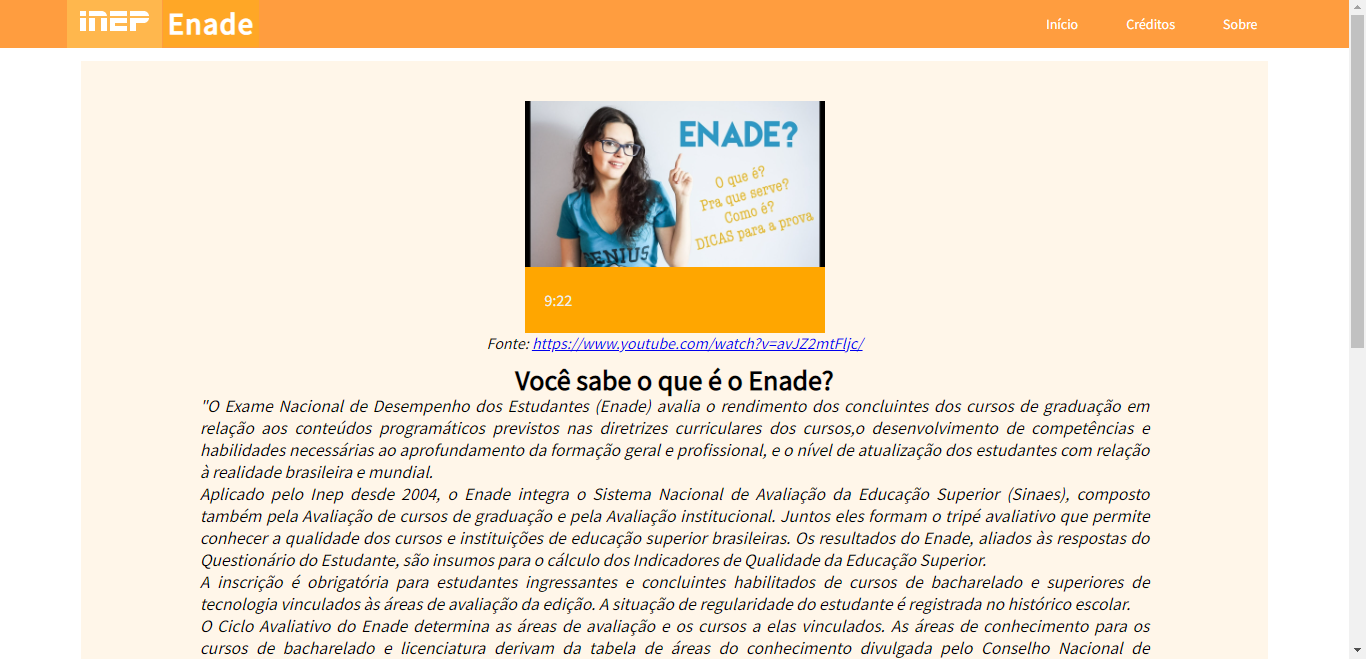 inep Enade Início Créditos Sobre
ENADE?
O que é?
Pra que serve?
Como é?
DICAS para a prova
GENIUS
9:22
Fonte: https://www.youtube.com/watch?v=avJZ2mtFljc/
Você sabe o que é o Enade?
"O Exame Nacional de Desempenho dos Estudantes (Enade) avalia o rendimento dos concluintes dos cursos de graduação em
relação aos conteúdos programáticos previstos nas diretrizes curriculares dos cursos,o desenvolvimento de competências e
habilidades necessárias ao aprofundamento da formação geral e profissional, e o nível de atualização dos estudantes com relação
à realidade brasileira e mundial.
Aplicado pelo Inep desde 2004, o Enade integra o Sistema Nacional de Avaliação da Educação Superior (Sinaes), composto
também pela Avaliação de cursos de graduação e pela Avaliação institucional. Juntos eles formam o tripé avaliativo que permite
conhecer a qualidade dos cursos e instituições de educação superior brasileiras. Os resultados do Enade, aliados às respostas do
Questionário do Estudante, são insumos para o cálculo dos Indicadores de Qualidade da Educação Superior.
A inscrição é obrigatória para estudantes ingressantes e concluintes habilitados de cursos de bacharelado e superiores de
tecnologia vinculados às áreas de avaliação da edição. A situação de regularidade do estudante é registrada no histórico escolar.
O Ciclo Avaliativo do Enade determina as áreas de avaliação e os cursos a elas vinculados. As áreas de conhecimento para os
cursos de bacharelado e licenciatura derivam da tabela de áreas do conhecimento divulgada pelo Conselho Nacional de